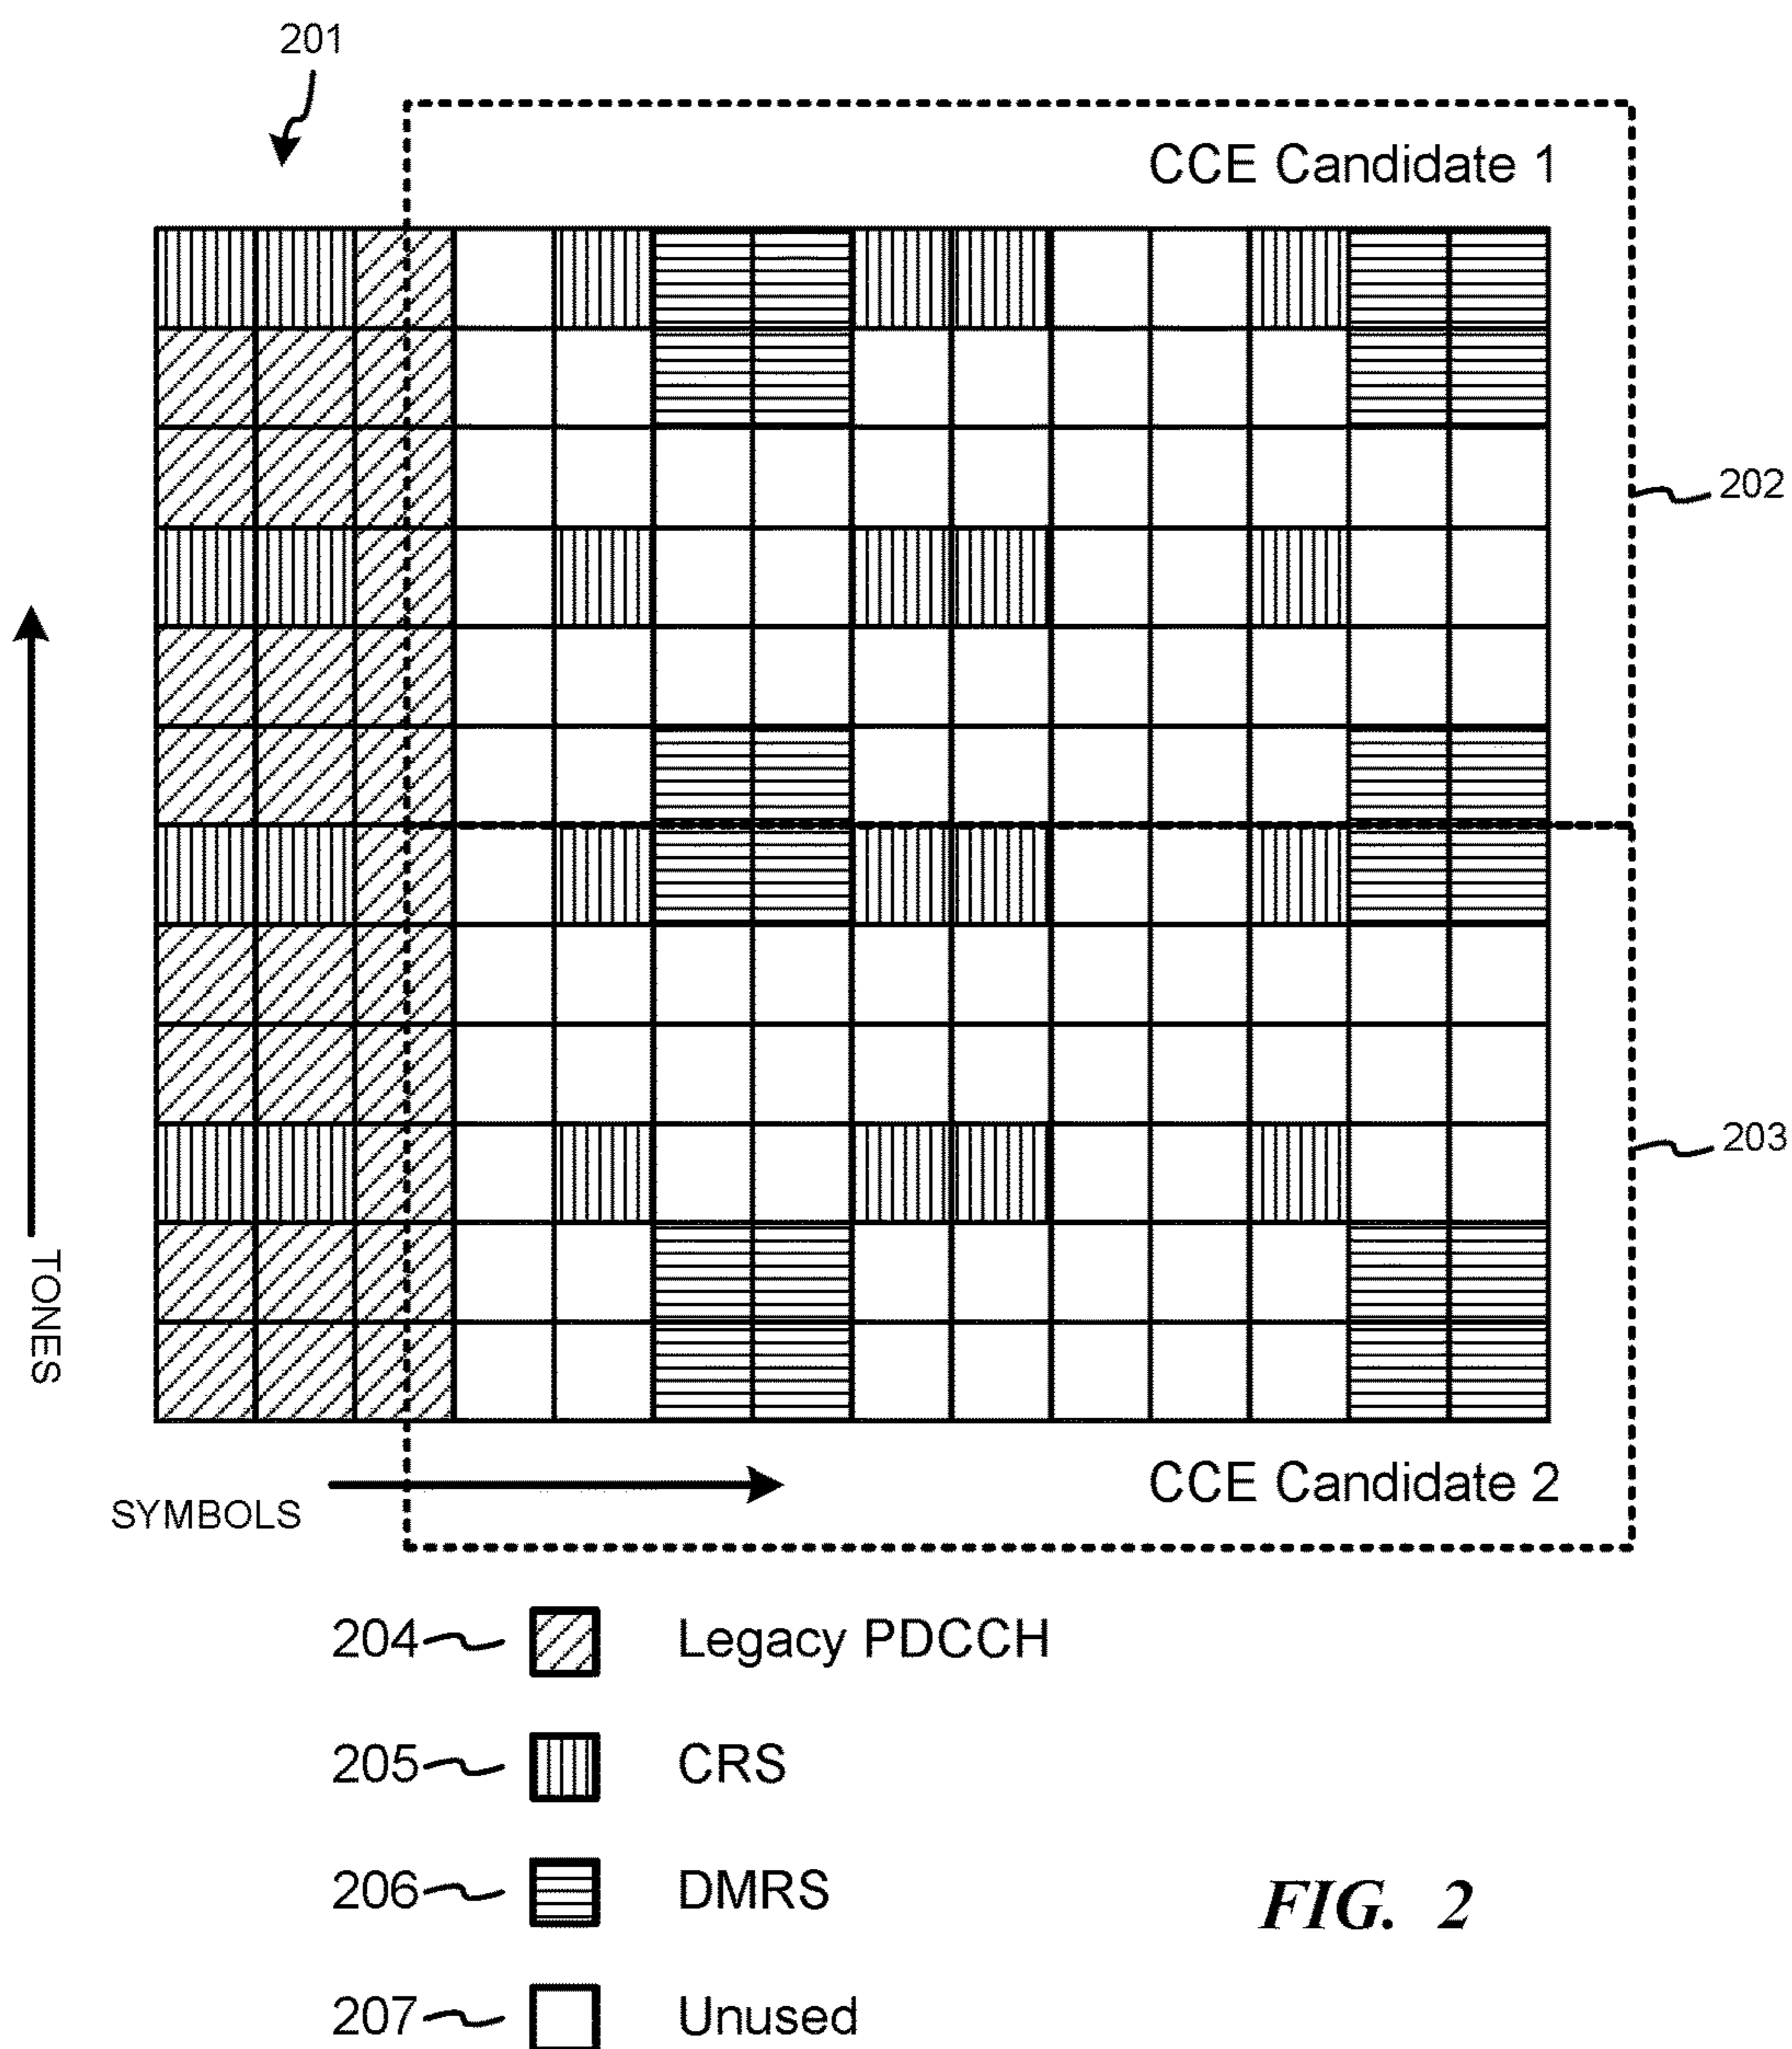 201
CCE Candidate 1
202
203
TONES
SYMBOLS
CCE Candidate 2
204 Legacy PDCCH
205 CRS
206 DMRS
FIG. 2
207 Unused